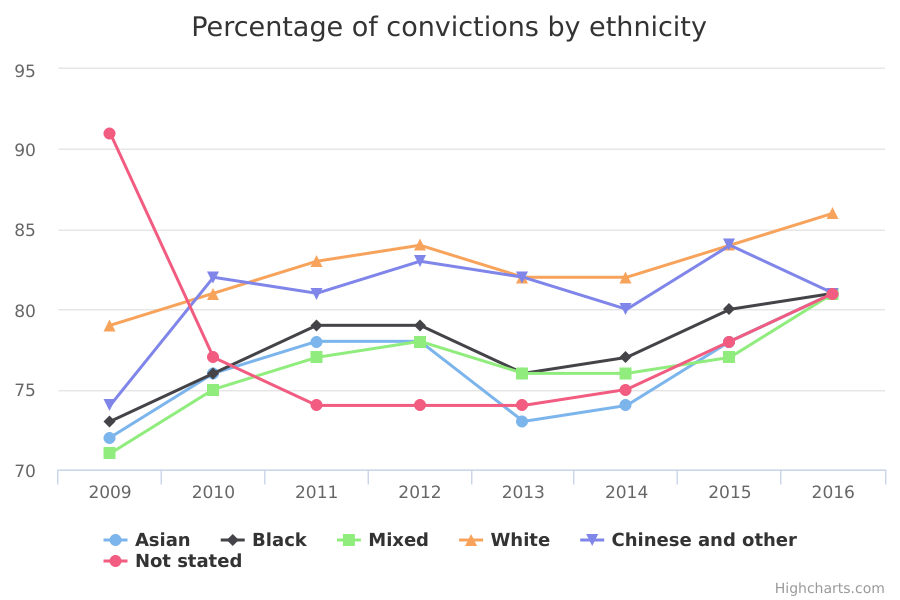 Percentage of convictions by ethnicity
95
90
85
80
75
70
2009 2010 2011 2012 2013 2014 2015 2016
Asian Black Mixed White Chinese and other
Not stated
Highcharts.com